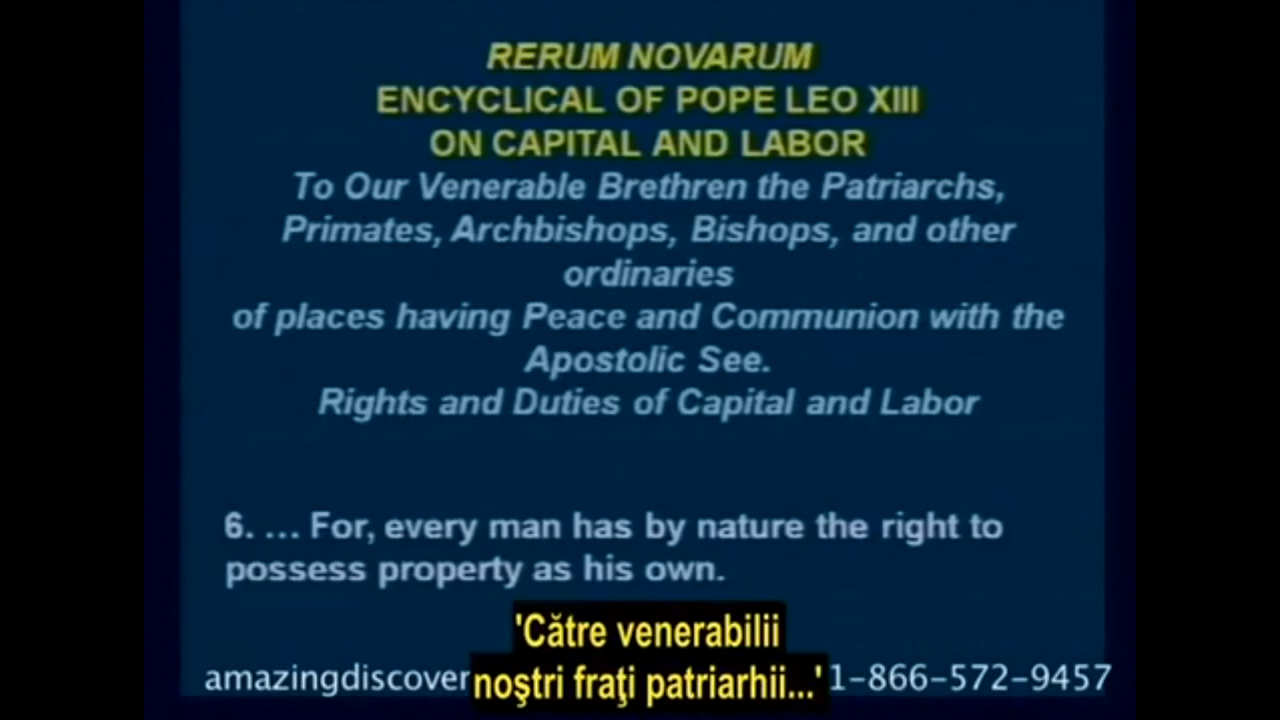 RERUM NOVARUM
ENCYCLICAL OF POPE LEO XIII
ON CAPITAL AND LABOR
To Our Venerable Brethren the Patriarchs,
Primates, Archbishops, Bishops, and other
ordinaries
of places having Peace and Communion with the
Apostolic See.
Rights and Duties of Capital and Labor
6. ... For, every man has by nature the right to
possess property as his own.
'Către venerabilii
noştri fraţi patriarhii...'
amazingdiscover 1-866-572-9457